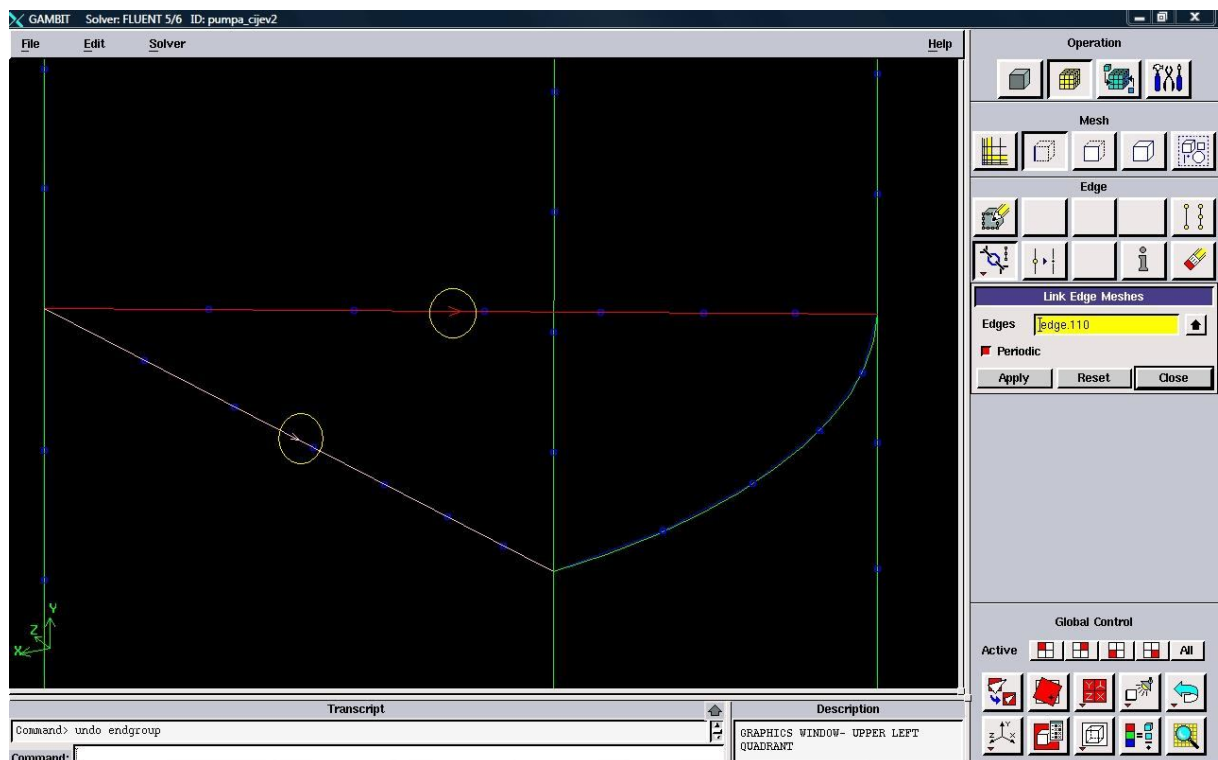 GAMBIT Solver: FLUENT 5/6 ID: pumpa_cijev2
File Edit Solver Help
Operation
Mesh
Edge
Link Edge Meshes
Edges edge.110
Periodic
Apply Reset Close
Y
Z
X
Global Control
Active All
Transcript
Command> undo endgroup
Command:
Description
GRAPHICS WINDOW- UPPER LEFT
QUADRANT